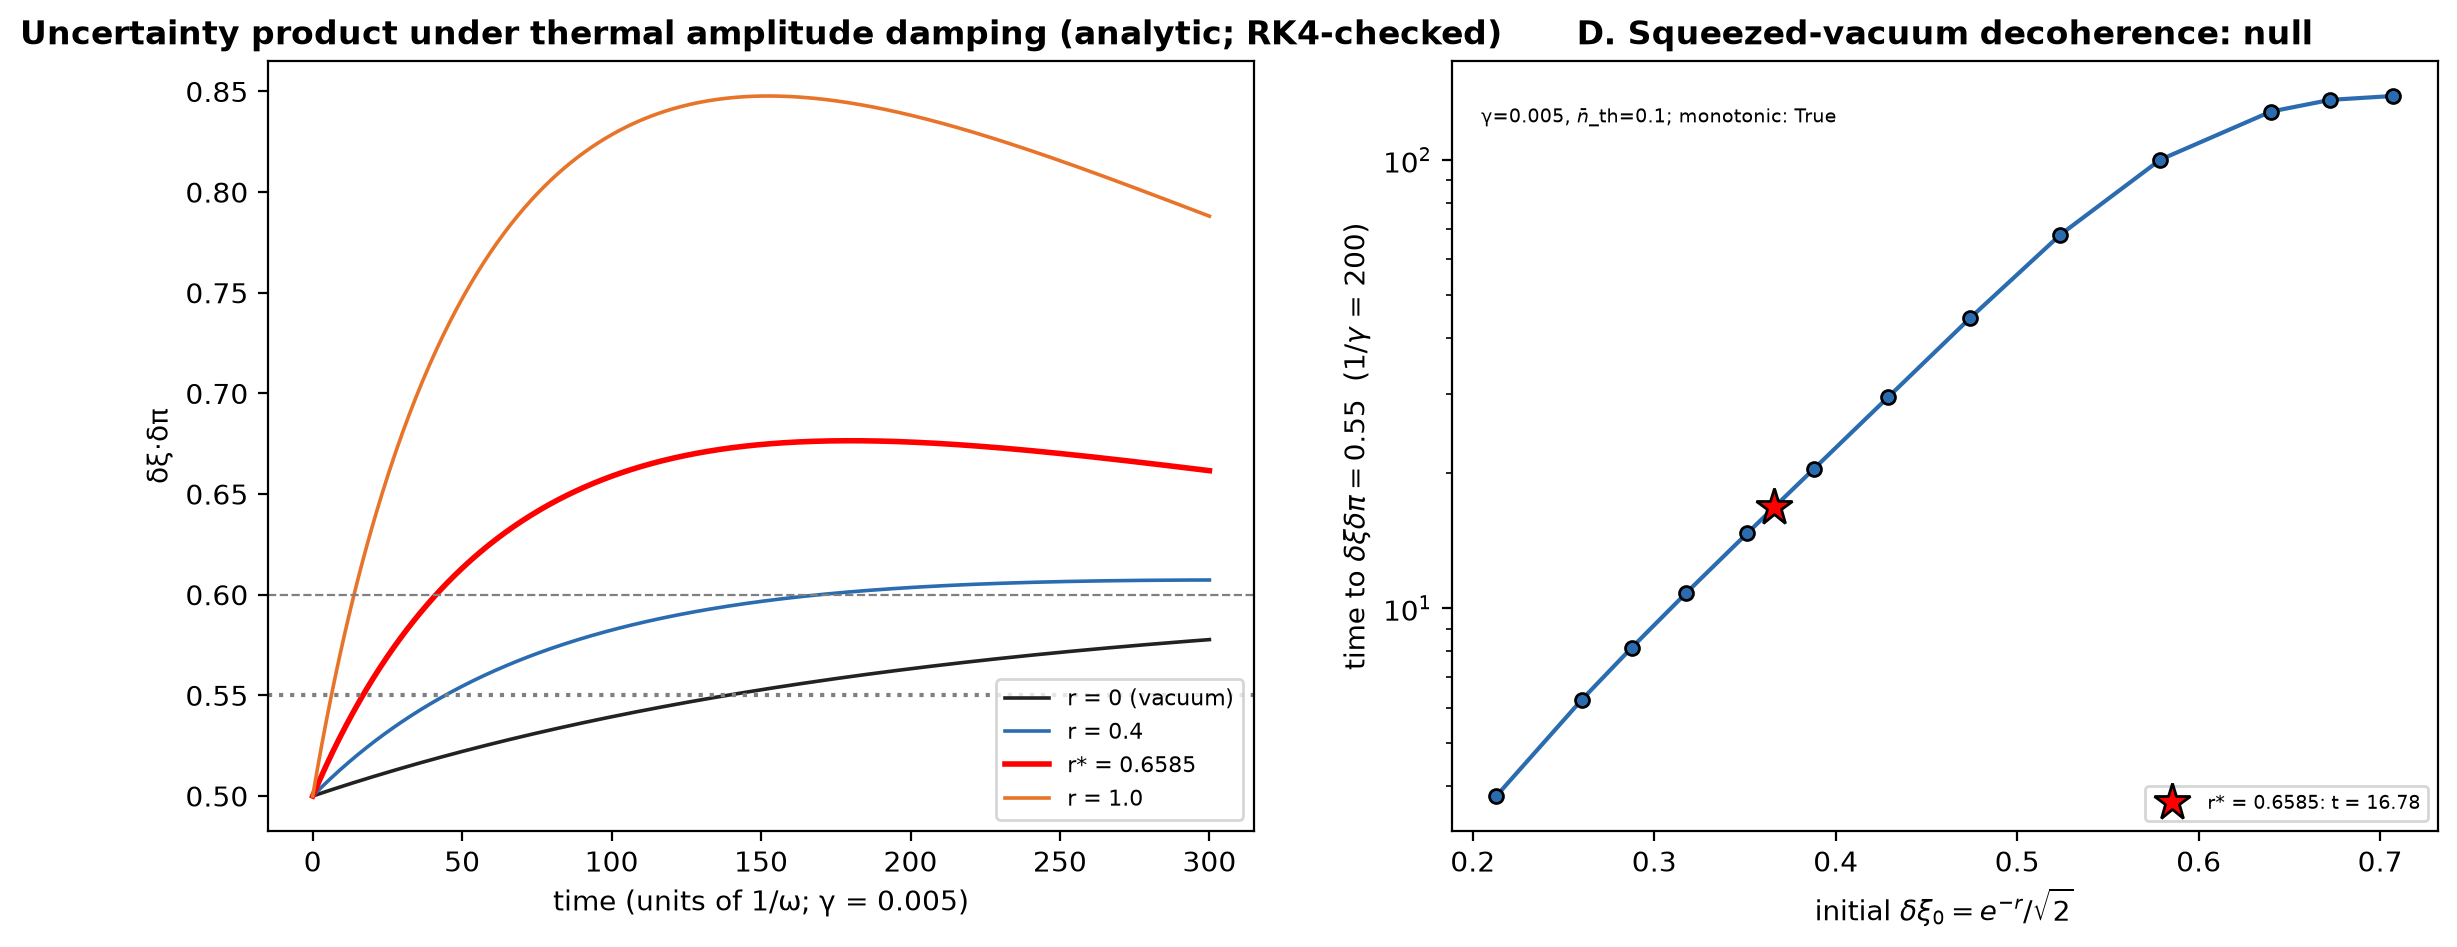 Uncertainty product under thermal amplitude damping (analytic; RK4-checked)
δξ·δπ
0.85
0.80
0.75
0.70
0.65
0.60
0.55
0.50
r = 0 (vacuum)
r = 0.4
r* = 0.6585
r = 1.0
0 50 100 150 200 250 300
time (units of 1/ω; γ = 0.005)
D. Squeezed-vacuum decoherence: null
γ=0.005, n̄_th=0.1; monotonic: True
time to δξδπ = 0.55 (1/γ = 200)
10²
10¹
r* = 0.6585: t = 16.78
0.2 0.3 0.4 0.5 0.6 0.7
initial δξ₀ = e⁻ʳ/√2